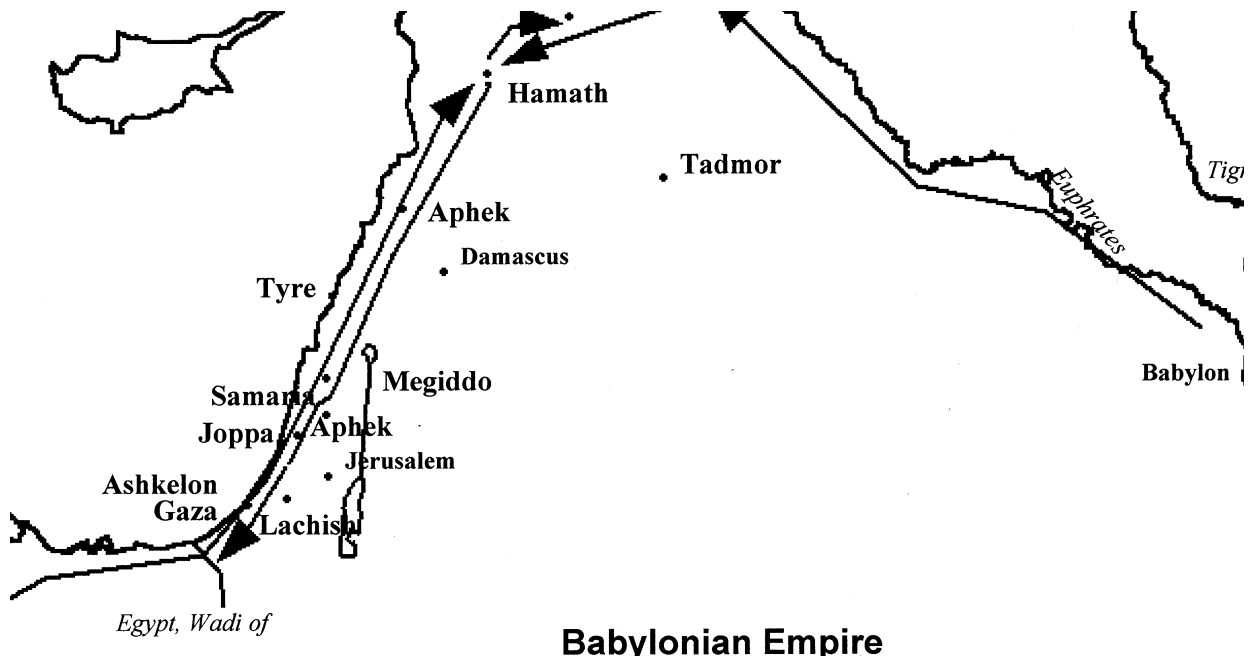 Hamath
Tadmor
Tigr
Euphrates
Aphek
Damascus
Tyre
Megiddo
Samaria
Babylon
Joppa
Aphek
Jerusalem
Ashkelon
Gaza
Lachish
Egypt, Wadi of
Babylonian Empire